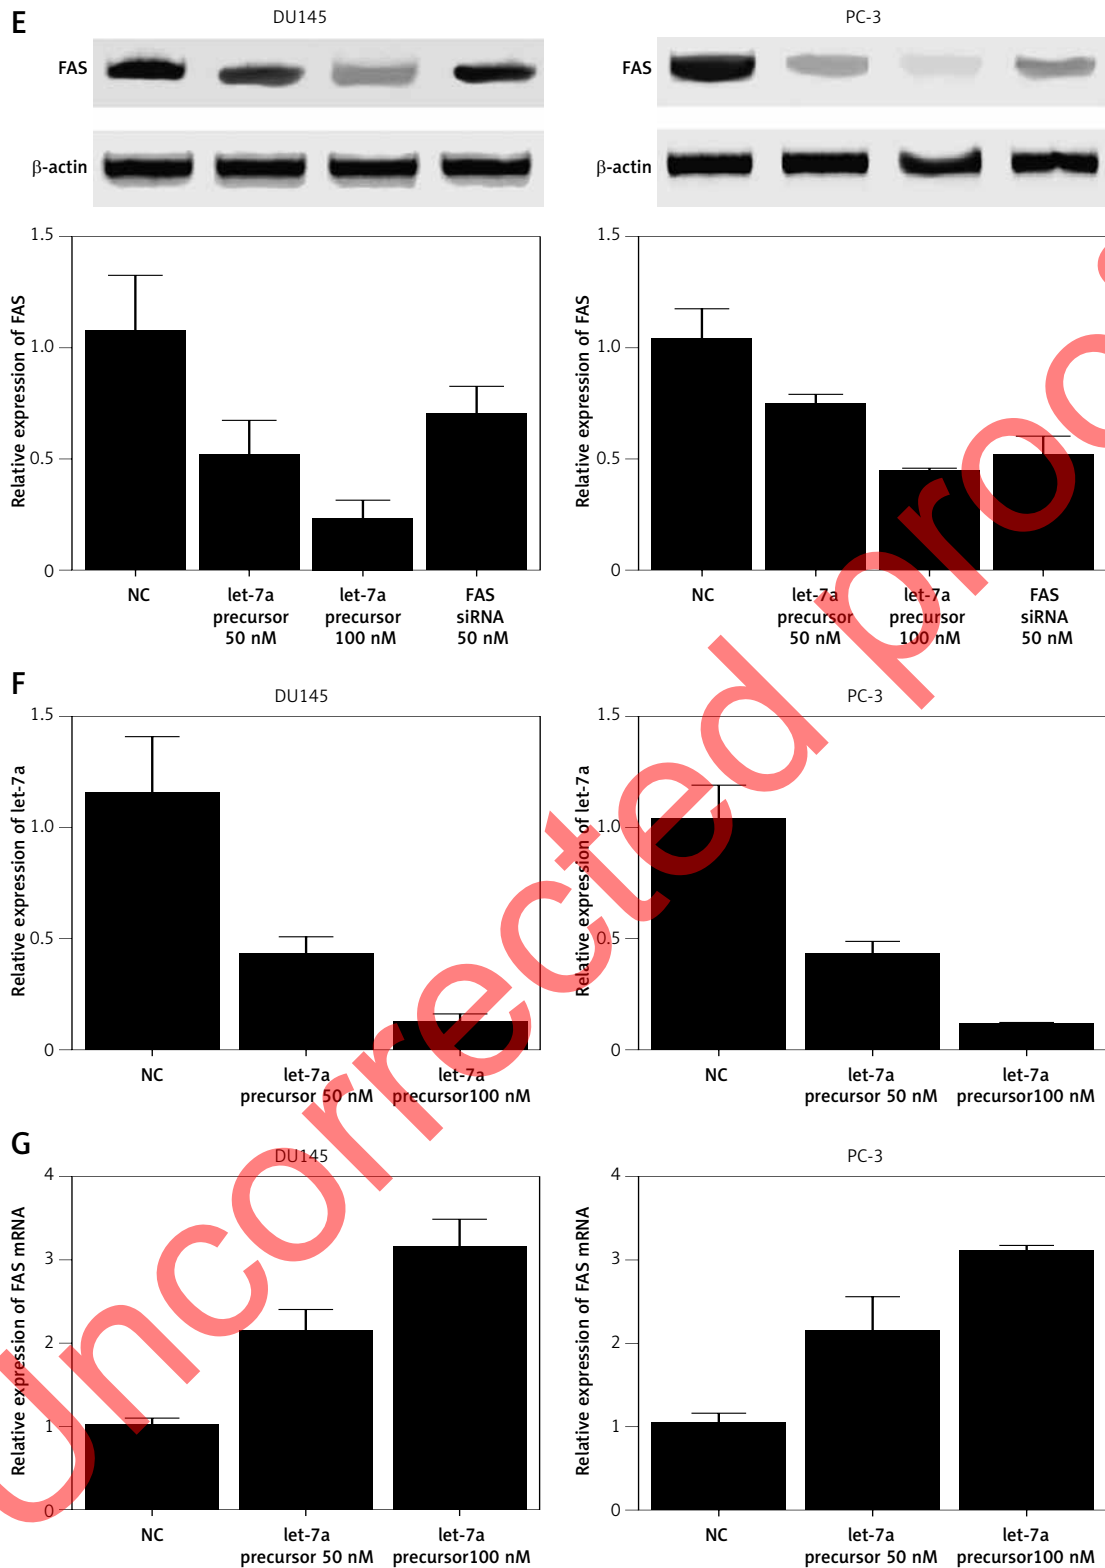 E
DU145
FAS
β-actin
Relative expression of FAS
1.5
1.0
0.5
0
NC
let-7a
precursor
50 nM
let-7a
precursor
100 nM
FAS
siRNA
50 nM
PC-3
FAS
β-actin
Relative expression of FAS
1.5
1.0
0.5
0
NC
let-7a
precursor
50 nM
let-7a
precursor
100 nM
FAS
siRNA
50 nM
F
DU145
Relative expression of let-7a
1.5
1.0
0.5
0
NC
let-7a
precursor 50 nM
let-7a
precursor100 nM
PC-3
Relative expression of let-7a
1.5
1.0
0.5
0
NC
let-7a
precursor 50 nM
let-7a
precursor100 nM
G
DU145
Relative expression of FAS mRNA
4
3
2
1
0
NC
let-7a
precursor 50 nM
let-7a
precursor100 nM
PC-3
Relative expression of FAS mRNA
4
3
2
1
0
NC
let-7a
precursor 50 nM
let-7a
precursor100 nM
Uncorrected proo